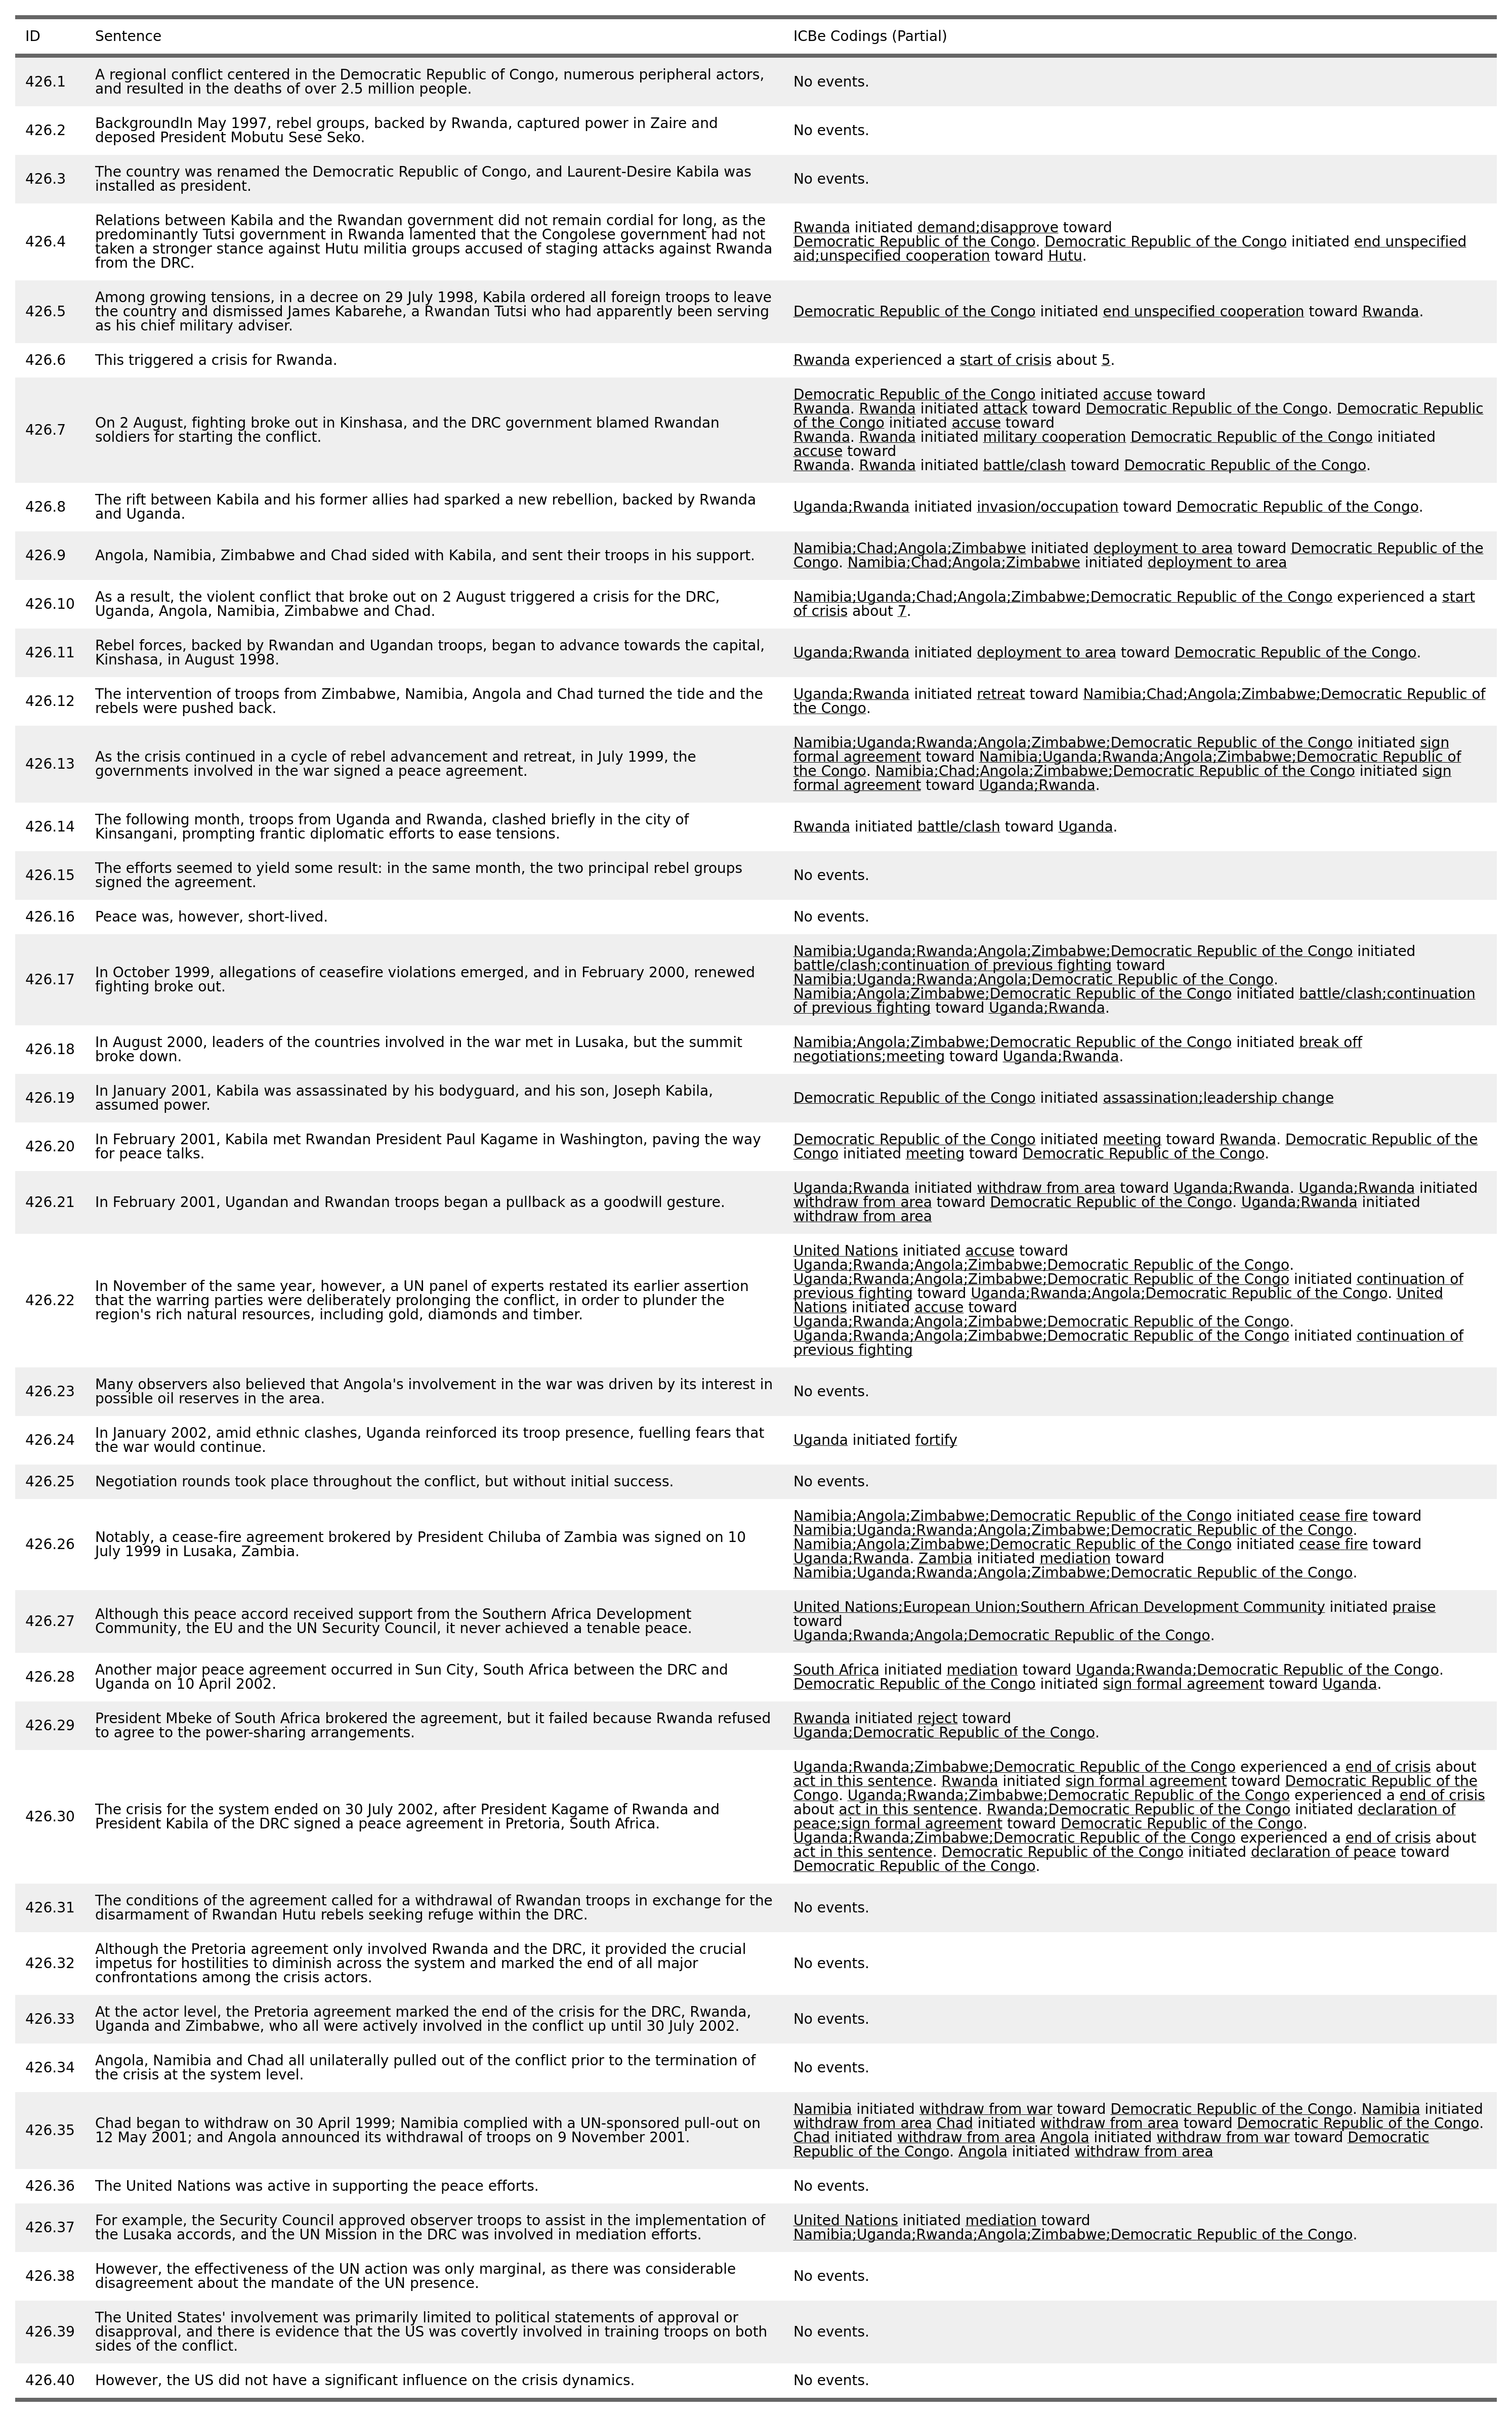 ID Sentence ICBe Codings (Partial)
426.1 A regional conflict centered in the Democratic Republic of Congo, numerous peripheral actors,
and resulted in the deaths of over 2.5 million people.
No events.
426.2 BackgroundIn May 1997, rebel groups, backed by Rwanda, captured power in Zaire and
deposed President Mobutu Sese Seko.
No events.
426.3 The country was renamed the Democratic Republic of Congo, and Laurent-Desire Kabila was
installed as president.
No events.
426.4 Relations between Kabila and the Rwandan government did not remain cordial for long, as the
predominantly Tutsi government in Rwanda lamented that the Congolese government had not
taken a stronger stance against Hutu militia groups accused of staging attacks against Rwanda
from the DRC.
Rwanda initiated demand;disapprove toward
Democratic Republic of the Congo. Democratic Republic of the Congo initiated end unspecified
aid;unspecified cooperation toward Hutu.
426.5 Among growing tensions, in a decree on 29 July 1998, Kabila ordered all foreign troops to leave
the country and dismissed James Kabarehe, a Rwandan Tutsi who had apparently been serving
as his chief military adviser.
Democratic Republic of the Congo initiated end unspecified cooperation toward Rwanda.
426.6 This triggered a crisis for Rwanda.
Rwanda experienced a start of crisis about 5.
426.7 On 2 August, fighting broke out in Kinshasa, and the DRC government blamed Rwandan
soldiers for starting the conflict.
Democratic Republic of the Congo initiated accuse toward
Rwanda. Rwanda initiated attack toward Democratic Republic of the Congo. Democratic Republic
of the Congo initiated accuse toward
Rwanda. Rwanda initiated military cooperation Democratic Republic of the Congo initiated
accuse toward
Rwanda. Rwanda initiated battle/clash toward Democratic Republic of the Congo.
426.8 The rift between Kabila and his former allies had sparked a new rebellion, backed by Rwanda
and Uganda.
Uganda;Rwanda initiated invasion/occupation toward Democratic Republic of the Congo.
426.9 Angola, Namibia, Zimbabwe and Chad sided with Kabila, and sent their troops in his support.
Namibia;Chad;Angola;Zimbabwe initiated deployment to area toward Democratic Republic of the
Congo. Namibia;Chad;Angola;Zimbabwe initiated deployment to area
426.10 As a result, the violent conflict that broke out on 2 August triggered a crisis for the DRC,
Uganda, Angola, Namibia, Zimbabwe and Chad.
Namibia;Uganda;Chad;Angola;Zimbabwe;Democratic Republic of the Congo experienced a start
of crisis about 7.
426.11 Rebel forces, backed by Rwandan and Ugandan troops, began to advance towards the capital,
Kinshasa, in August 1998.
Uganda;Rwanda initiated deployment to area toward Democratic Republic of the Congo.
426.12 The intervention of troops from Zimbabwe, Namibia, Angola and Chad turned the tide and the
rebels were pushed back.
Uganda;Rwanda initiated retreat toward Namibia;Chad;Angola;Zimbabwe;Democratic Republic of
the Congo.
426.13 As the crisis continued in a cycle of rebel advancement and retreat, in July 1999, the
governments involved in the war signed a peace agreement.
Namibia;Uganda;Rwanda;Angola;Zimbabwe;Democratic Republic of the Congo initiated sign
formal agreement toward Namibia;Uganda;Rwanda;Angola;Zimbabwe;Democratic Republic of
the Congo. Namibia;Chad;Angola;Zimbabwe;Democratic Republic of the Congo initiated sign
formal agreement toward Uganda;Rwanda.
426.14 The following month, troops from Uganda and Rwanda, clashed briefly in the city of
Kinsangani, prompting frantic diplomatic efforts to ease tensions.
Rwanda initiated battle/clash toward Uganda.
426.15 The efforts seemed to yield some result: in the same month, the two principal rebel groups
signed the agreement.
No events.
426.16 Peace was, however, short-lived.
No events.
426.17 In October 1999, allegations of ceasefire violations emerged, and in February 2000, renewed
fighting broke out.
Namibia;Uganda;Rwanda;Angola;Zimbabwe;Democratic Republic of the Congo initiated
battle/clash;continuation of previous fighting toward
Namibia;Uganda;Rwanda;Angola;Democratic Republic of the Congo.
Namibia;Angola;Zimbabwe;Democratic Republic of the Congo initiated battle/clash;continuation
of previous fighting toward Uganda;Rwanda.
426.18 In August 2000, leaders of the countries involved in the war met in Lusaka, but the summit
broke down.
Namibia;Angola;Zimbabwe;Democratic Republic of the Congo initiated break off
negotiations;meeting toward Uganda;Rwanda.
426.19 In January 2001, Kabila was assassinated by his bodyguard, and his son, Joseph Kabila,
assumed power.
Democratic Republic of the Congo initiated assassination;leadership change
426.20 In February 2001, Kabila met Rwandan President Paul Kagame in Washington, paving the way
for peace talks.
Democratic Republic of the Congo initiated meeting toward Rwanda. Democratic Republic of the
Congo initiated meeting toward Democratic Republic of the Congo.
426.21 In February 2001, Ugandan and Rwandan troops began a pullback as a goodwill gesture.
Uganda;Rwanda initiated withdraw from area toward Uganda;Rwanda. Uganda;Rwanda initiated
withdraw from area toward Democratic Republic of the Congo. Uganda;Rwanda initiated
withdraw from area
426.22 In November of the same year, however, a UN panel of experts restated its earlier assertion
that the warring parties were deliberately prolonging the conflict, in order to plunder the
region's rich natural resources, including gold, diamonds and timber.
United Nations initiated accuse toward
Uganda;Rwanda;Angola;Zimbabwe;Democratic Republic of the Congo.
Uganda;Rwanda;Angola;Zimbabwe;Democratic Republic of the Congo initiated continuation of
previous fighting toward Uganda;Rwanda;Angola;Democratic Republic of the Congo. United
Nations initiated accuse toward
Uganda;Rwanda;Angola;Zimbabwe;Democratic Republic of the Congo.
Uganda;Rwanda;Angola;Zimbabwe;Democratic Republic of the Congo initiated continuation of
previous fighting
426.23 Many observers also believed that Angola's involvement in the war was driven by its interest in
possible oil reserves in the area.
No events.
426.24 In January 2002, amid ethnic clashes, Uganda reinforced its troop presence, fuelling fears that
the war would continue.
Uganda initiated fortify
426.25 Negotiation rounds took place throughout the conflict, but without initial success.
No events.
426.26 Notably, a cease-fire agreement brokered by President Chiluba of Zambia was signed on 10
July 1999 in Lusaka, Zambia.
Namibia;Angola;Zimbabwe;Democratic Republic of the Congo initiated cease fire toward
Namibia;Uganda;Rwanda;Angola;Zimbabwe;Democratic Republic of the Congo.
Namibia;Angola;Zimbabwe;Democratic Republic of the Congo initiated cease fire toward
Uganda;Rwanda. Zambia initiated mediation toward
Namibia;Uganda;Rwanda;Angola;Zimbabwe;Democratic Republic of the Congo.
426.27 Although this peace accord received support from the Southern Africa Development
Community, the EU and the UN Security Council, it never achieved a tenable peace.
United Nations;European Union;Southern African Development Community initiated praise
toward
Uganda;Rwanda;Angola;Democratic Republic of the Congo.
426.28 Another major peace agreement occurred in Sun City, South Africa between the DRC and
Uganda on 10 April 2002.
South Africa initiated mediation toward Uganda;Rwanda;Democratic Republic of the Congo.
Democratic Republic of the Congo initiated sign formal agreement toward Uganda.
426.29 President Mbeke of South Africa brokered the agreement, but it failed because Rwanda refused
to agree to the power-sharing arrangements.
Rwanda initiated reject toward
Uganda;Democratic Republic of the Congo.
426.30 The crisis for the system ended on 30 July 2002, after President Kagame of Rwanda and
President Kabila of the DRC signed a peace agreement in Pretoria, South Africa.
Uganda;Rwanda;Zimbabwe;Democratic Republic of the Congo experienced a end of crisis about
act in this sentence. Rwanda initiated sign formal agreement toward Democratic Republic of the
Congo. Uganda;Rwanda;Zimbabwe;Democratic Republic of the Congo experienced a end of crisis
about act in this sentence. Rwanda;Democratic Republic of the Congo initiated declaration of
peace;sign formal agreement toward Democratic Republic of the Congo.
Uganda;Rwanda;Zimbabwe;Democratic Republic of the Congo experienced a end of crisis about
act in this sentence. Democratic Republic of the Congo initiated declaration of peace toward
Democratic Republic of the Congo.
426.31 The conditions of the agreement called for a withdrawal of Rwandan troops in exchange for the
disarmament of Rwandan Hutu rebels seeking refuge within the DRC.
No events.
426.32 Although the Pretoria agreement only involved Rwanda and the DRC, it provided the crucial
impetus for hostilities to diminish across the system and marked the end of all major
confrontations among the crisis actors.
No events.
426.33 At the actor level, the Pretoria agreement marked the end of the crisis for the DRC, Rwanda,
Uganda and Zimbabwe, who all were actively involved in the conflict up until 30 July 2002.
No events.
426.34 Angola, Namibia and Chad all unilaterally pulled out of the conflict prior to the termination of
the crisis at the system level.
No events.
426.35 Chad began to withdraw on 30 April 1999; Namibia complied with a UN-sponsored pull-out on
12 May 2001; and Angola announced its withdrawal of troops on 9 November 2001.
Namibia initiated withdraw from war toward Democratic Republic of the Congo. Namibia initiated
withdraw from area Chad initiated withdraw from area toward Democratic Republic of the Congo.
Chad initiated withdraw from area Angola initiated withdraw from war toward Democratic
Republic of the Congo. Angola initiated withdraw from area
426.36 The United Nations was active in supporting the peace efforts.
No events.
426.37 For example, the Security Council approved observer troops to assist in the implementation of
the Lusaka accords, and the UN Mission in the DRC was involved in mediation efforts.
United Nations initiated mediation toward
Namibia;Uganda;Rwanda;Angola;Zimbabwe;Democratic Republic of the Congo.
426.38 However, the effectiveness of the UN action was only marginal, as there was considerable
disagreement about the mandate of the UN presence.
No events.
426.39 The United States' involvement was primarily limited to political statements of approval or
disapproval, and there is evidence that the US was covertly involved in training troops on both
sides of the conflict.
No events.
426.40 However, the US did not have a significant influence on the crisis dynamics.
No events.